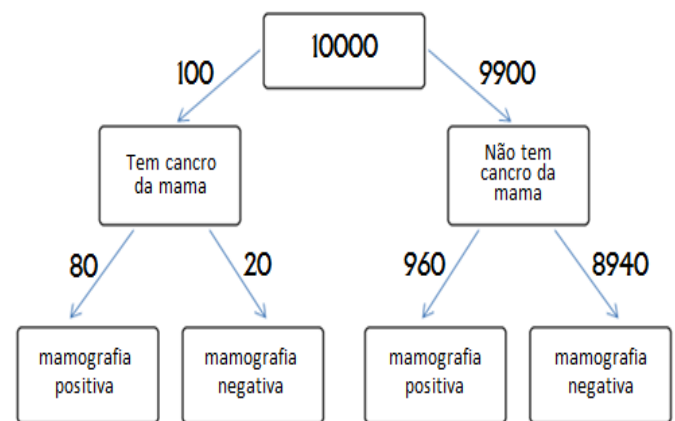 10000
100
9900
Tem cancro
da mama
Não tem
cancro da
mama
80
20
960
8940
mamografia
positiva
mamografia
negativa
mamografia
positiva
mamografia
negativa